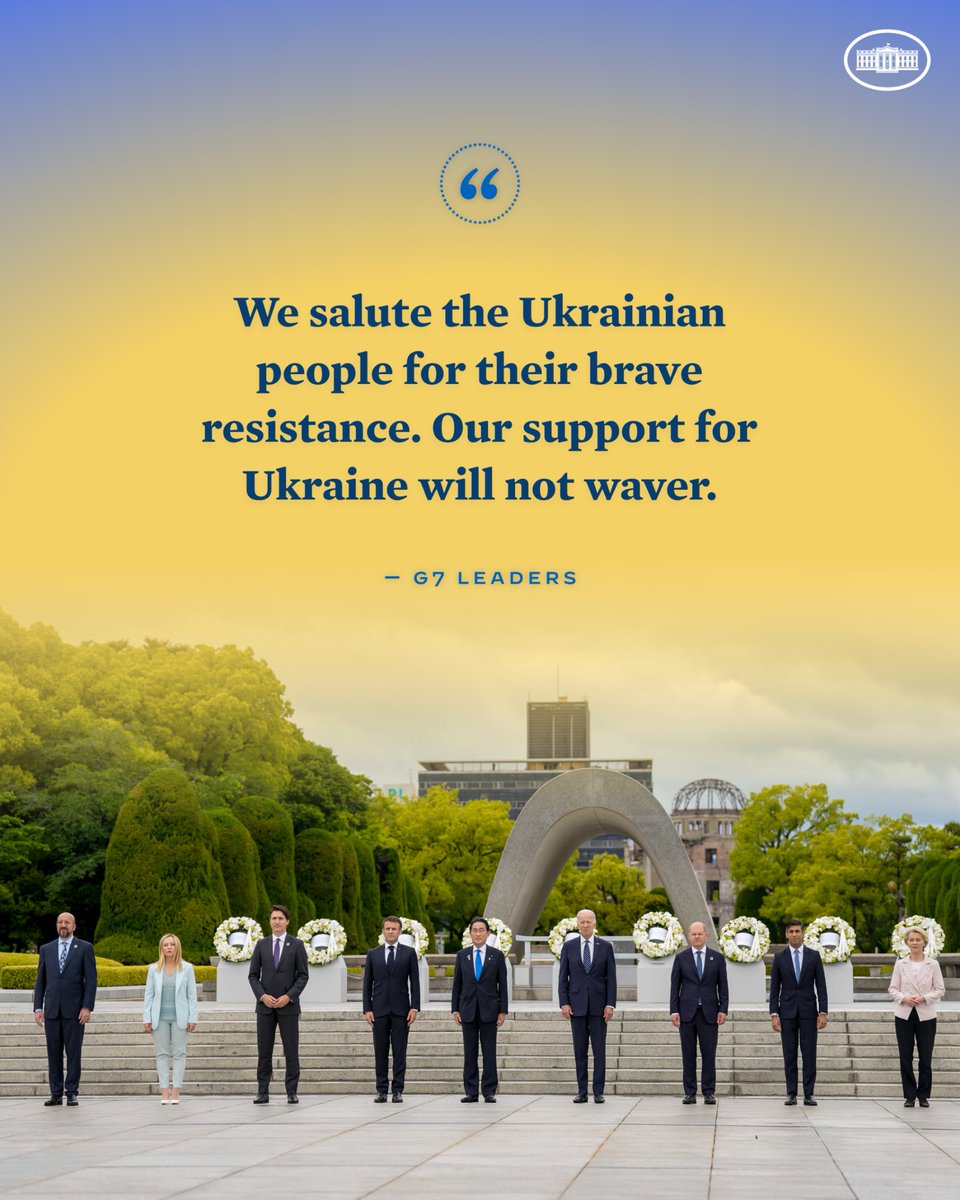 “
We salute the Ukrainian
people for their brave
resistance. Our support for
Ukraine will not waver.
— G7 LEADERS